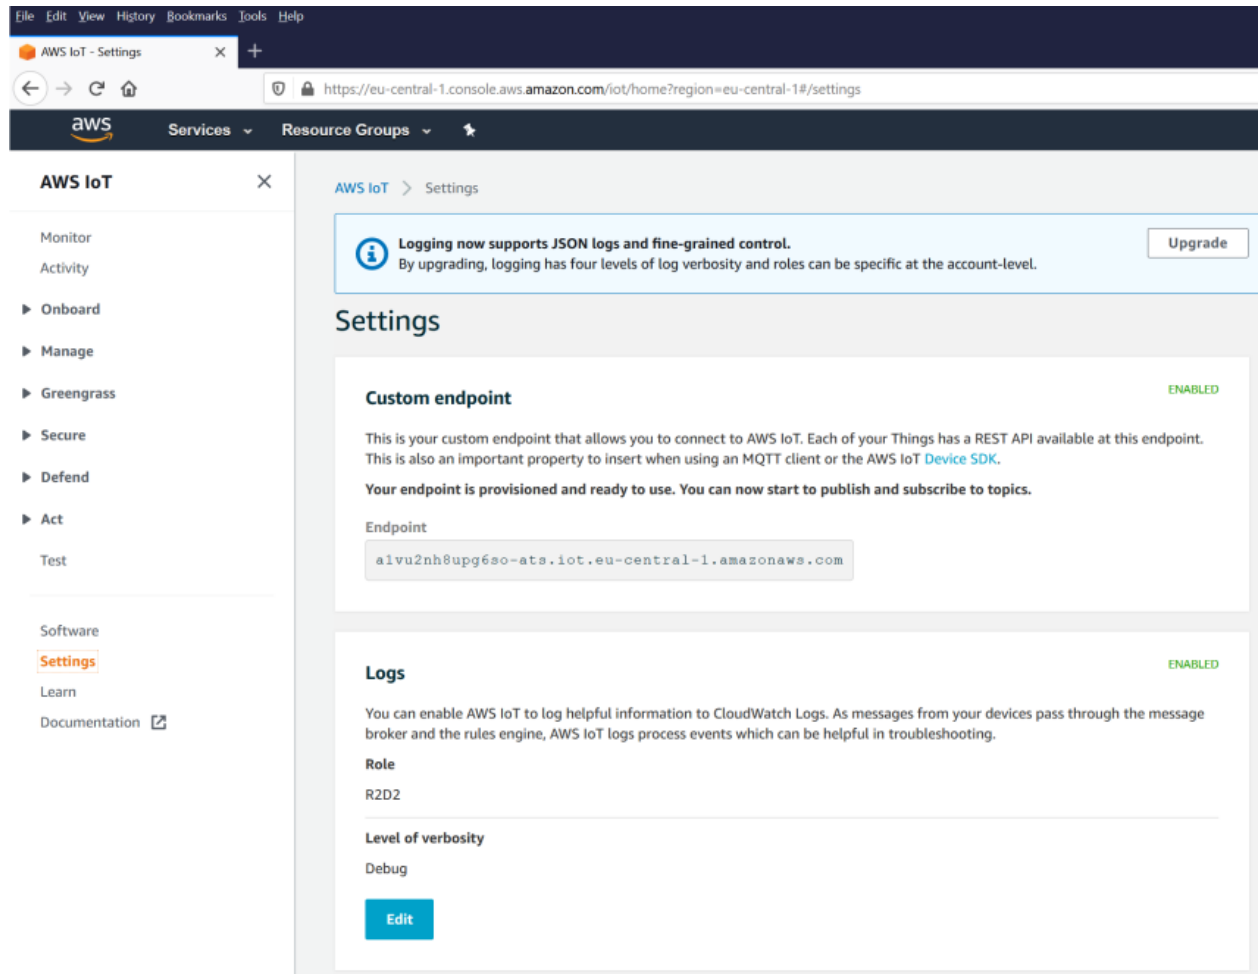 File Edit View History Bookmarks Tools Help
AWS IoT - Settings
https://eu-central-1.console.aws.amazon.com/iot/home?region=eu-central-1#/settings
aws Services Resource Groups
AWS IoT
Monitor
Activity
Onboard
Manage
Greengrass
Secure
Defend
Act
Test
Software
Settings
Learn
Documentation
AWS IoT > Settings
Logging now supports JSON logs and fine-grained control.
By upgrading, logging has four levels of log verbosity and roles can be specific at the account-level.
Upgrade
Settings
Custom endpoint
ENABLED
This is your custom endpoint that allows you to connect to AWS IoT. Each of your Things has a REST API available at this endpoint.
This is also an important property to insert when using an MQTT client or the AWS IoT Device SDK.
Your endpoint is provisioned and ready to use. You can now start to publish and subscribe to topics.
Endpoint
a1vu2nh8upg6so-ats.iot.eu-central-1.amazonaws.com
Logs
ENABLED
You can enable AWS IoT to log helpful information to CloudWatch Logs. As messages from your devices pass through the message
broker and the rules engine, AWS IoT logs process events which can be helpful in troubleshooting.
Role
R2D2
Level of verbosity
Debug
Edit